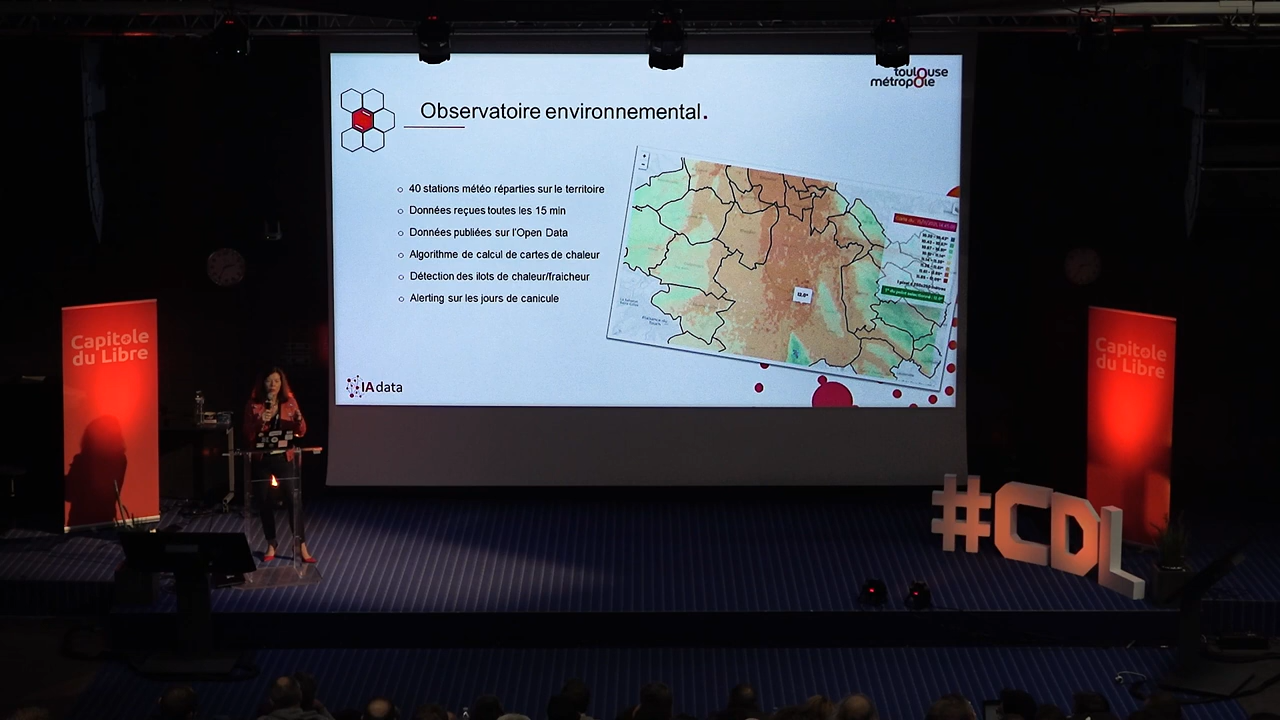 toulouse
métropole
Observatoire environnemental.
40 stations météo réparties sur le territoire
Données reçues toutes les 15 min
Données publiées sur l'Open Data
Algorithme de calcul de cartes de chaleur
Détection des ilots de chaleur/fraicheur
Alerting sur les jours de canicule
12.0°
IAdata
Capitole
du Libre
Capitole
du Libre
#CDL